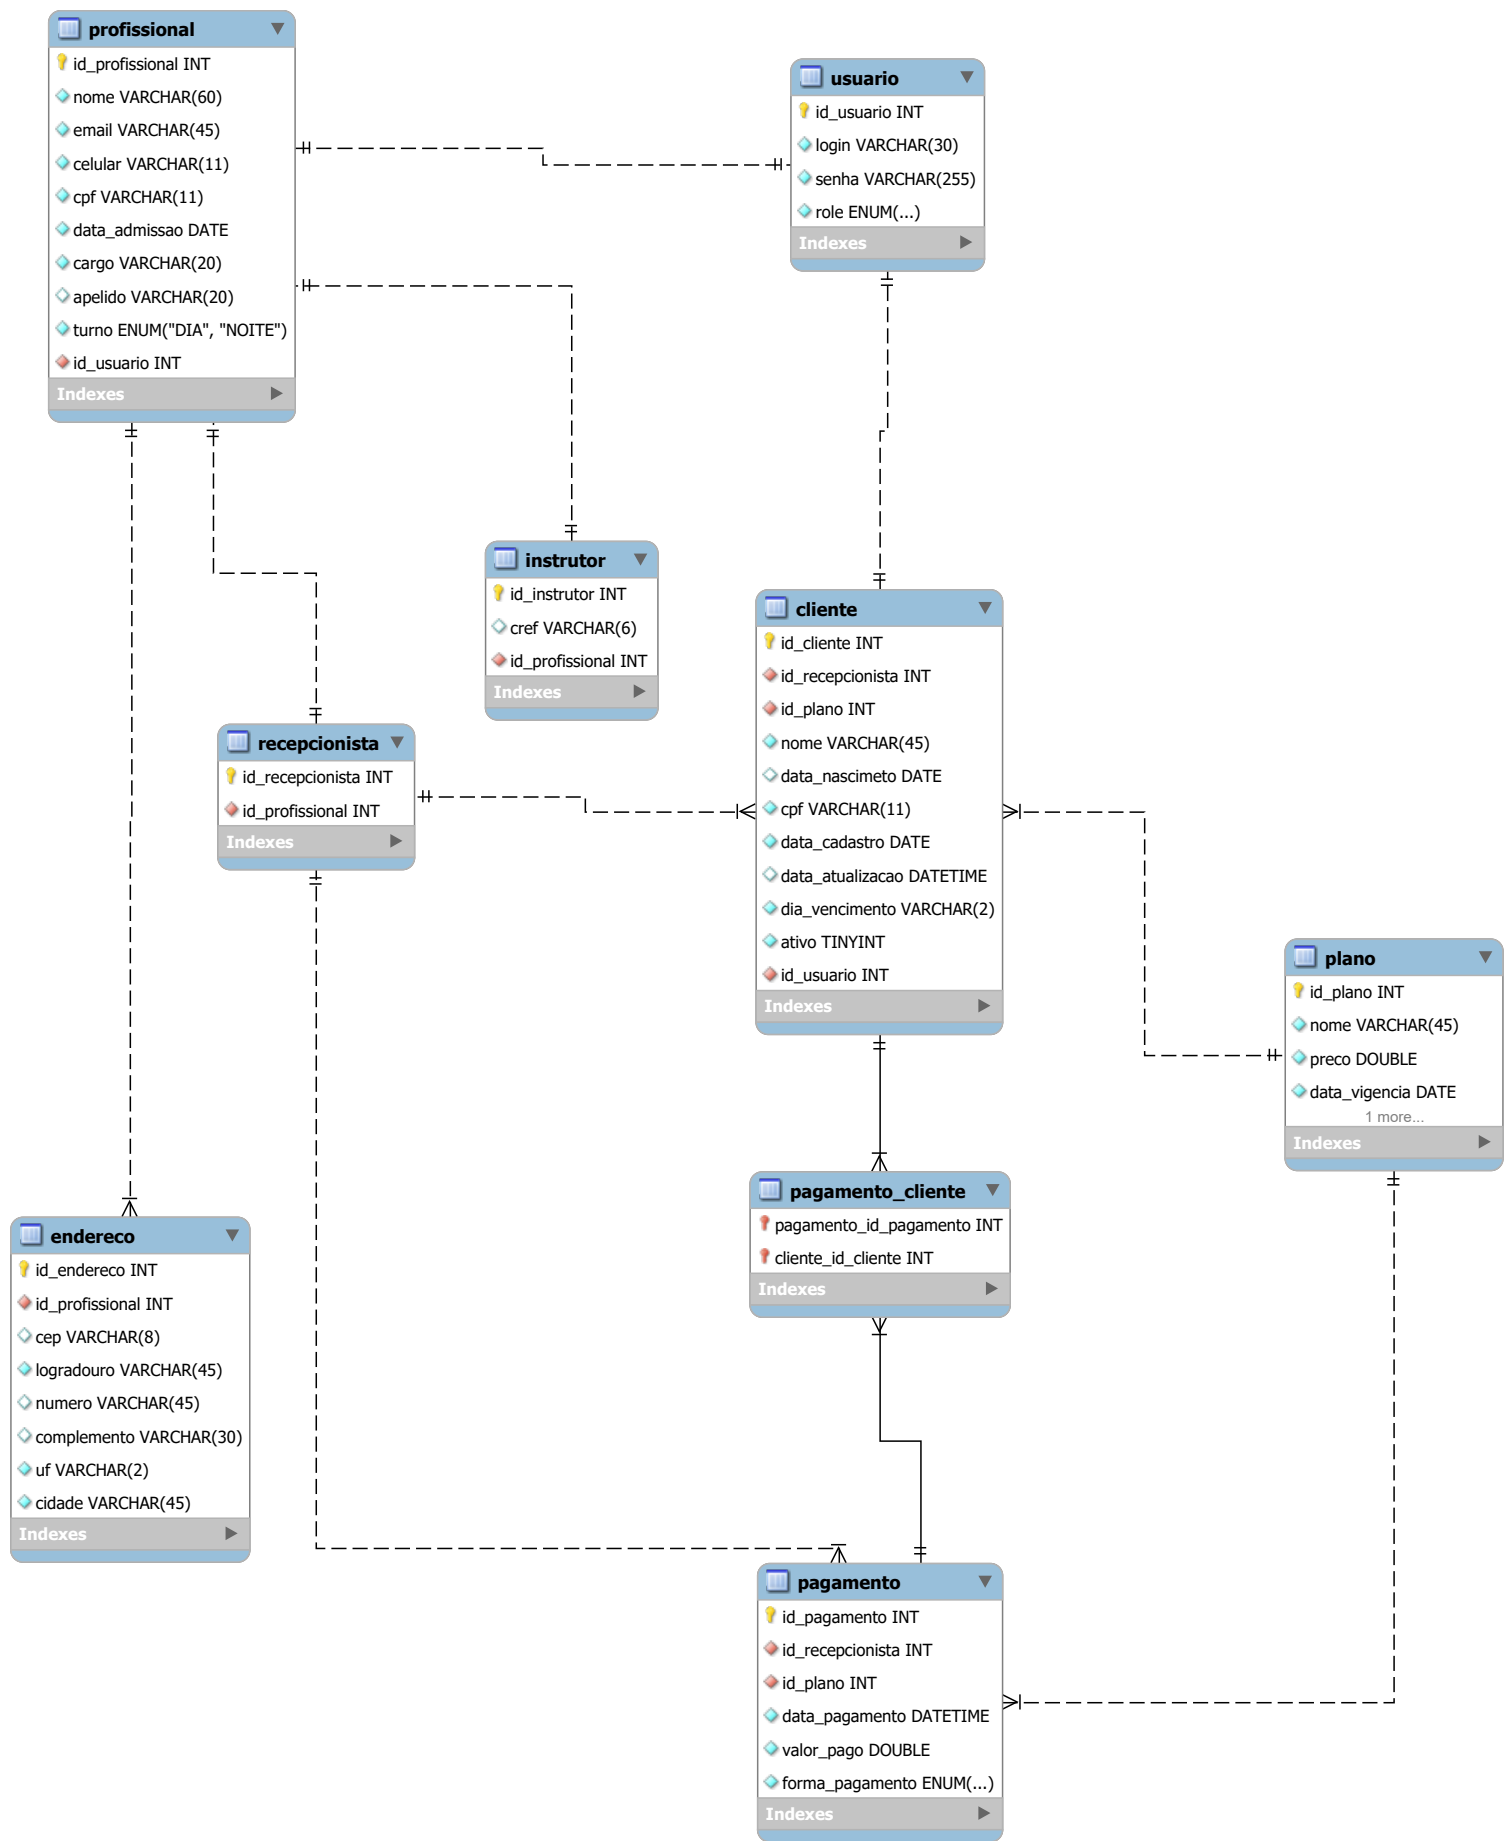 profissional
id_profissional INT
nome VARCHAR(60)
email VARCHAR(45)
celular VARCHAR(11)
cpf VARCHAR(11)
data_admissao DATE
cargo VARCHAR(20)
apelido VARCHAR(20)
turno ENUM("DIA", "NOITE")
id_usuario INT
Indexes
usuario
id_usuario INT
login VARCHAR(30)
senha VARCHAR(255)
role ENUM(...)
Indexes
instrutor
id_instrutor INT
cref VARCHAR(6)
id_profissional INT
Indexes
recepcionista
id_recepcionista INT
id_profissional INT
Indexes
cliente
id_cliente INT
id_recepcionista INT
id_plano INT
nome VARCHAR(45)
data_nascimeto DATE
cpf VARCHAR(11)
data_cadastro DATE
data_atualizacao DATETIME
dia_vencimento VARCHAR(2)
ativo TINYINT
id_usuario INT
Indexes
plano
id_plano INT
nome VARCHAR(45)
preco DOUBLE
data_vigencia DATE
1 more...
Indexes
pagamento_cliente
pagamento_id_pagamento INT
cliente_id_cliente INT
Indexes
endereco
id_endereco INT
id_profissional INT
cep VARCHAR(8)
logradouro VARCHAR(45)
numero VARCHAR(45)
complemento VARCHAR(30)
uf VARCHAR(2)
cidade VARCHAR(45)
Indexes
pagamento
id_pagamento INT
id_recepcionista INT
id_plano INT
data_pagamento DATETIME
valor_pago DOUBLE
forma_pagamento ENUM(...)
Indexes